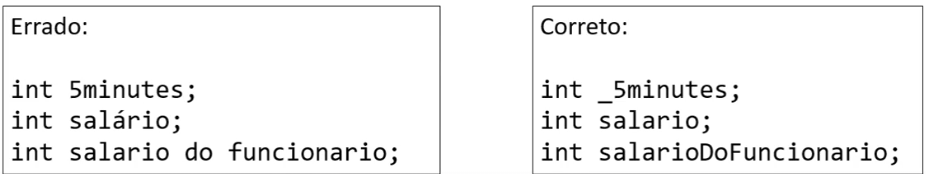 Errado:
int 5minutes;
int salário;
int salario do funcionario;
Correto:
int _5minutes;
int salario;
int salarioDoFuncionario;